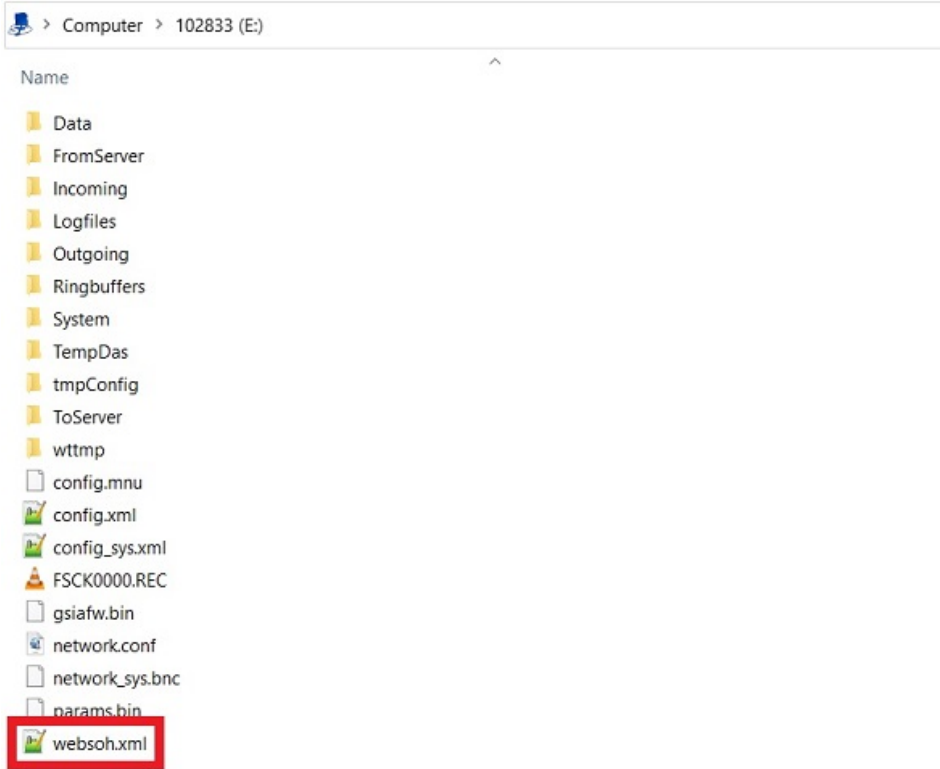 Computer > 102833 (E:)
Name
Data
FromServer
Incoming
Logfiles
Outgoing
Ringbuffers
System
TempDas
tmpConfig
ToServer
wttmp
config.mnu
config.xml
config_sys.xml
FSCK0000.REC
gsiafw.bin
network.conf
network_sys.bnc
params.bin
websoh.xml